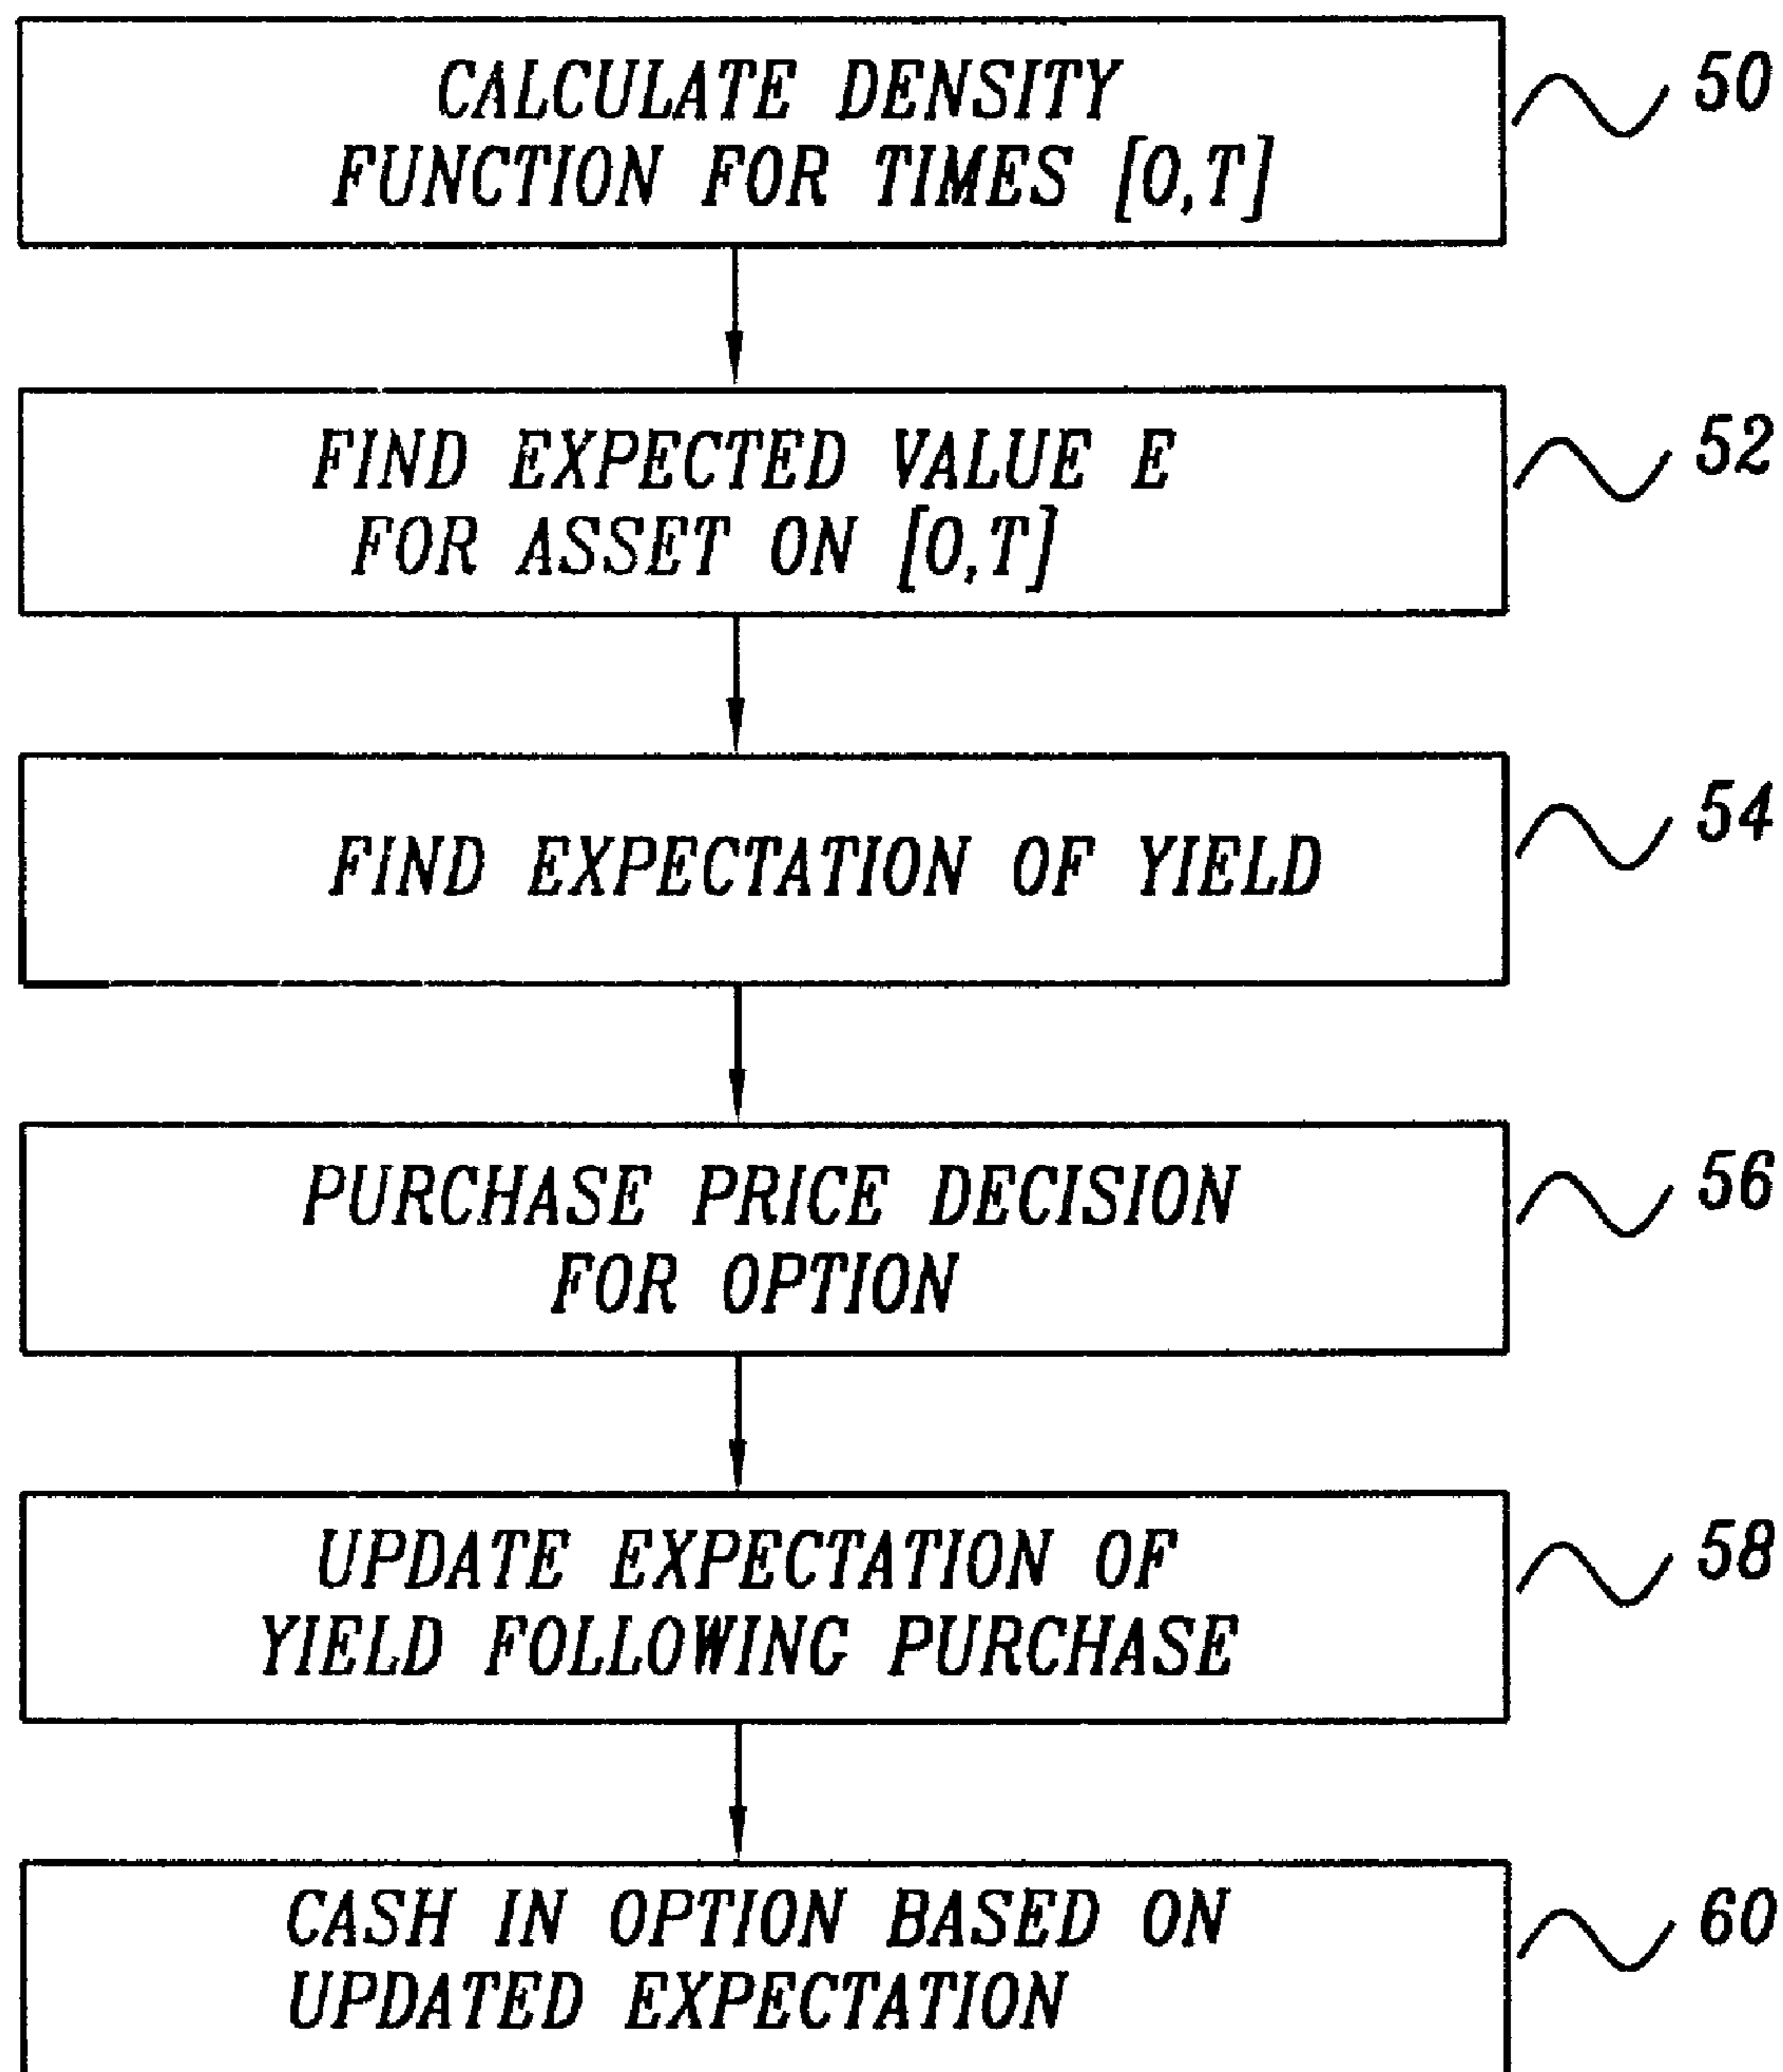 CALCULATE DENSITY
FUNCTION FOR TIMES [0,T]
50
FIND EXPECTED VALUE E
FOR ASSET ON [0,T]
52
FIND EXPECTATION OF YIELD
54
PURCHASE PRICE DECISION
FOR OPTION
56
UPDATE EXPECTATION OF
YIELD FOLLOWING PURCHASE
58
CASH IN OPTION BASED ON
UPDATED EXPECTATION
60